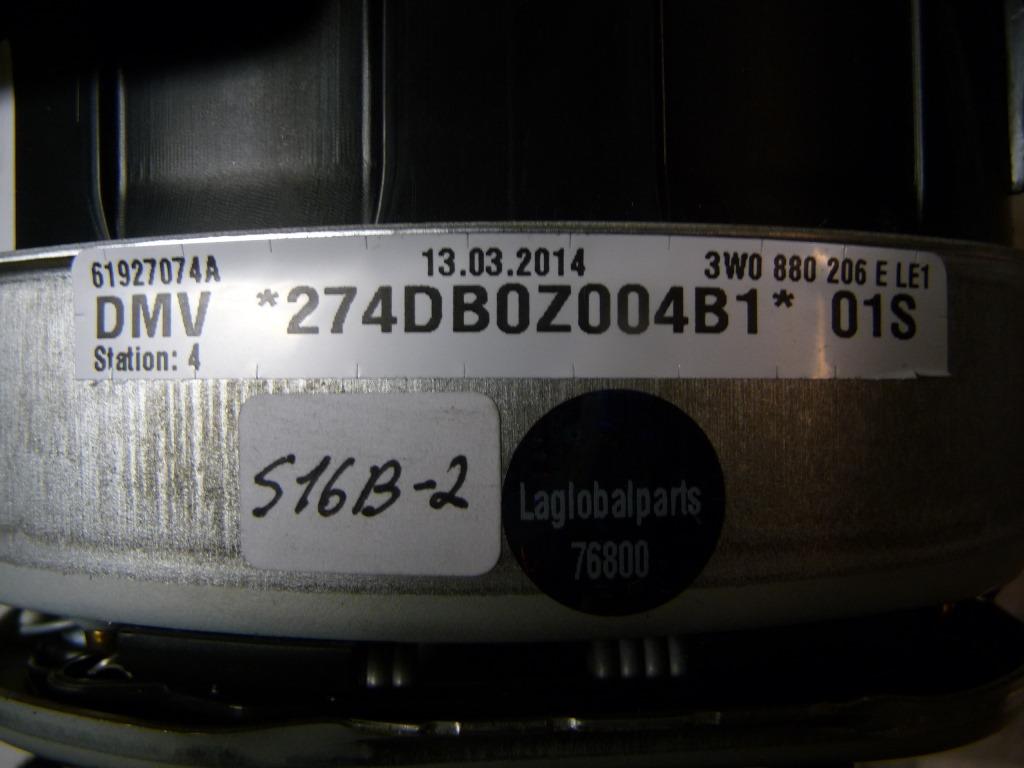 61927074A 13.03.2014 3W0 880 206 E LE1
DMV *274DB0Z004B1* 01S
Station: 4
S16B-2
Laglobalparts
76800